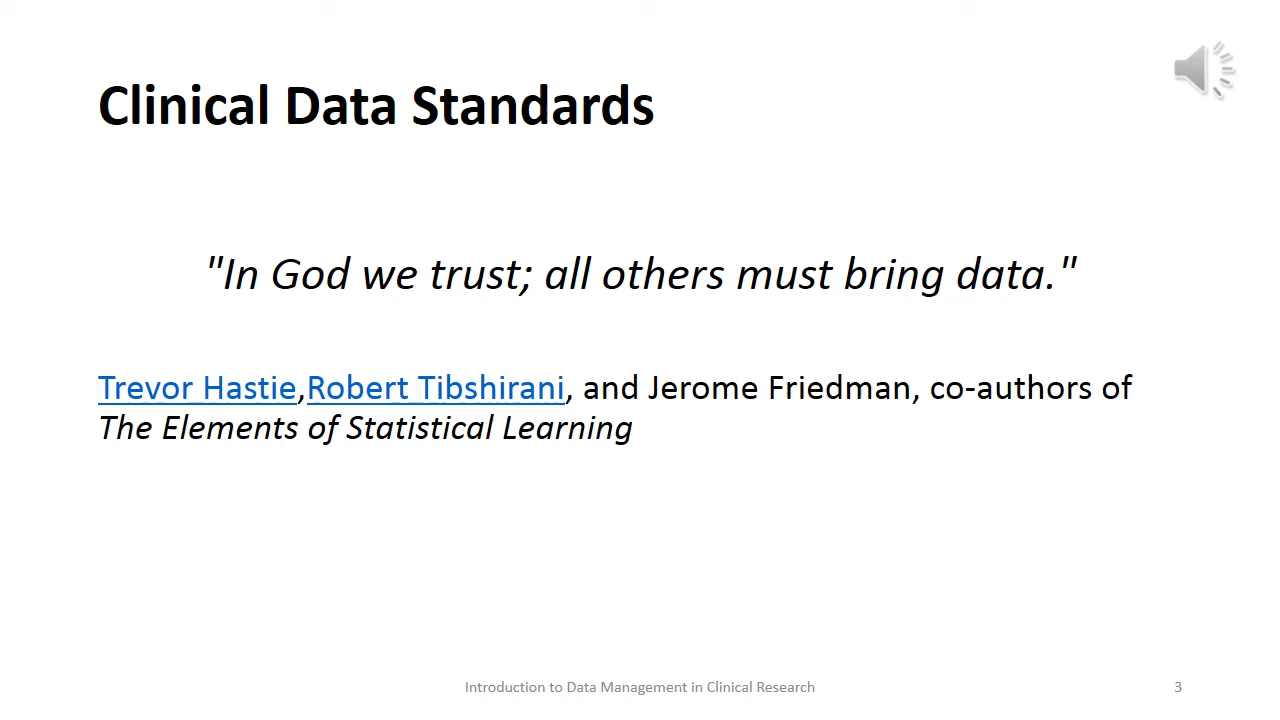 Clinical Data Standards
"In God we trust; all others must bring data."
Trevor Hastie,Robert Tibshirani, and Jerome Friedman, co-authors of
The Elements of Statistical Learning
Introduction to Data Management in Clinical Research
3